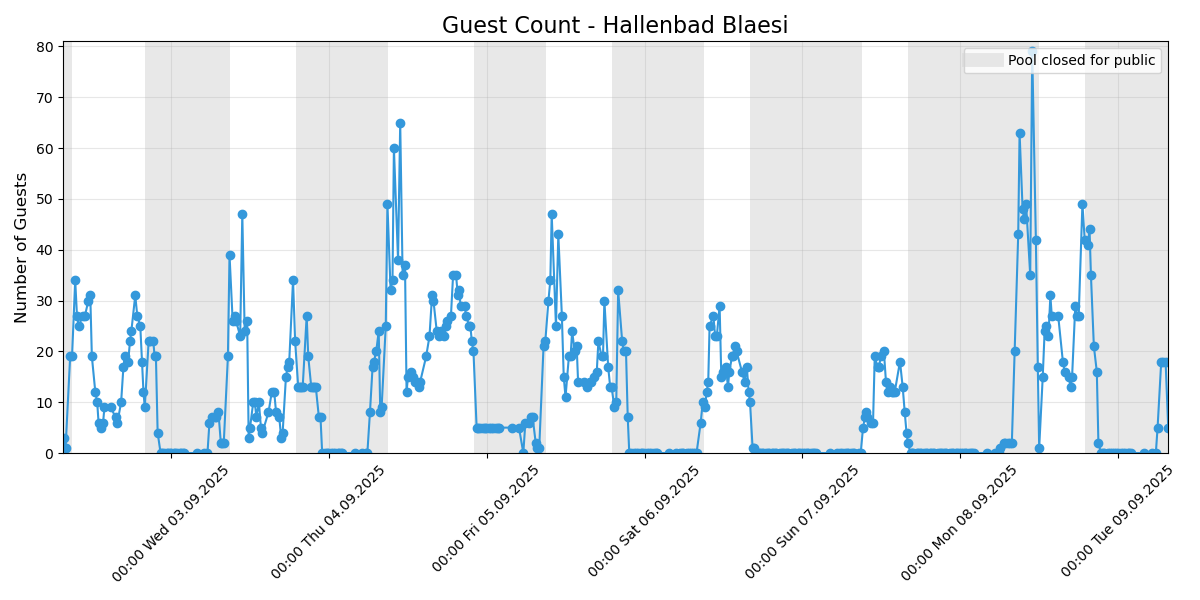 Guest Count - Hallenbad Blaesi
Pool closed for public
Number of Guests
80
70
60
50
40
30
20
10
0
00:00 Wed 03.09.2025
00:00 Thu 04.09.2025
00:00 Fri 05.09.2025
00:00 Sat 06.09.2025
00:00 Sun 07.09.2025
00:00 Mon 08.09.2025
00:00 Tue 09.09.2025